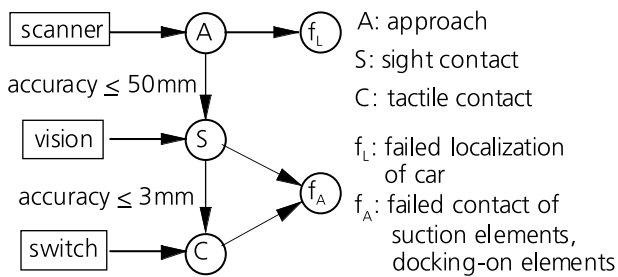 scanner
A
f_L
A: approach
S: sight contact
C: tactile contact
accuracy ≤ 50mm
vision
S
accuracy ≤ 3mm
f_A
switch
C
f_L: failed localization
of car
f_A: failed contact of
suction elements,
docking-on elements